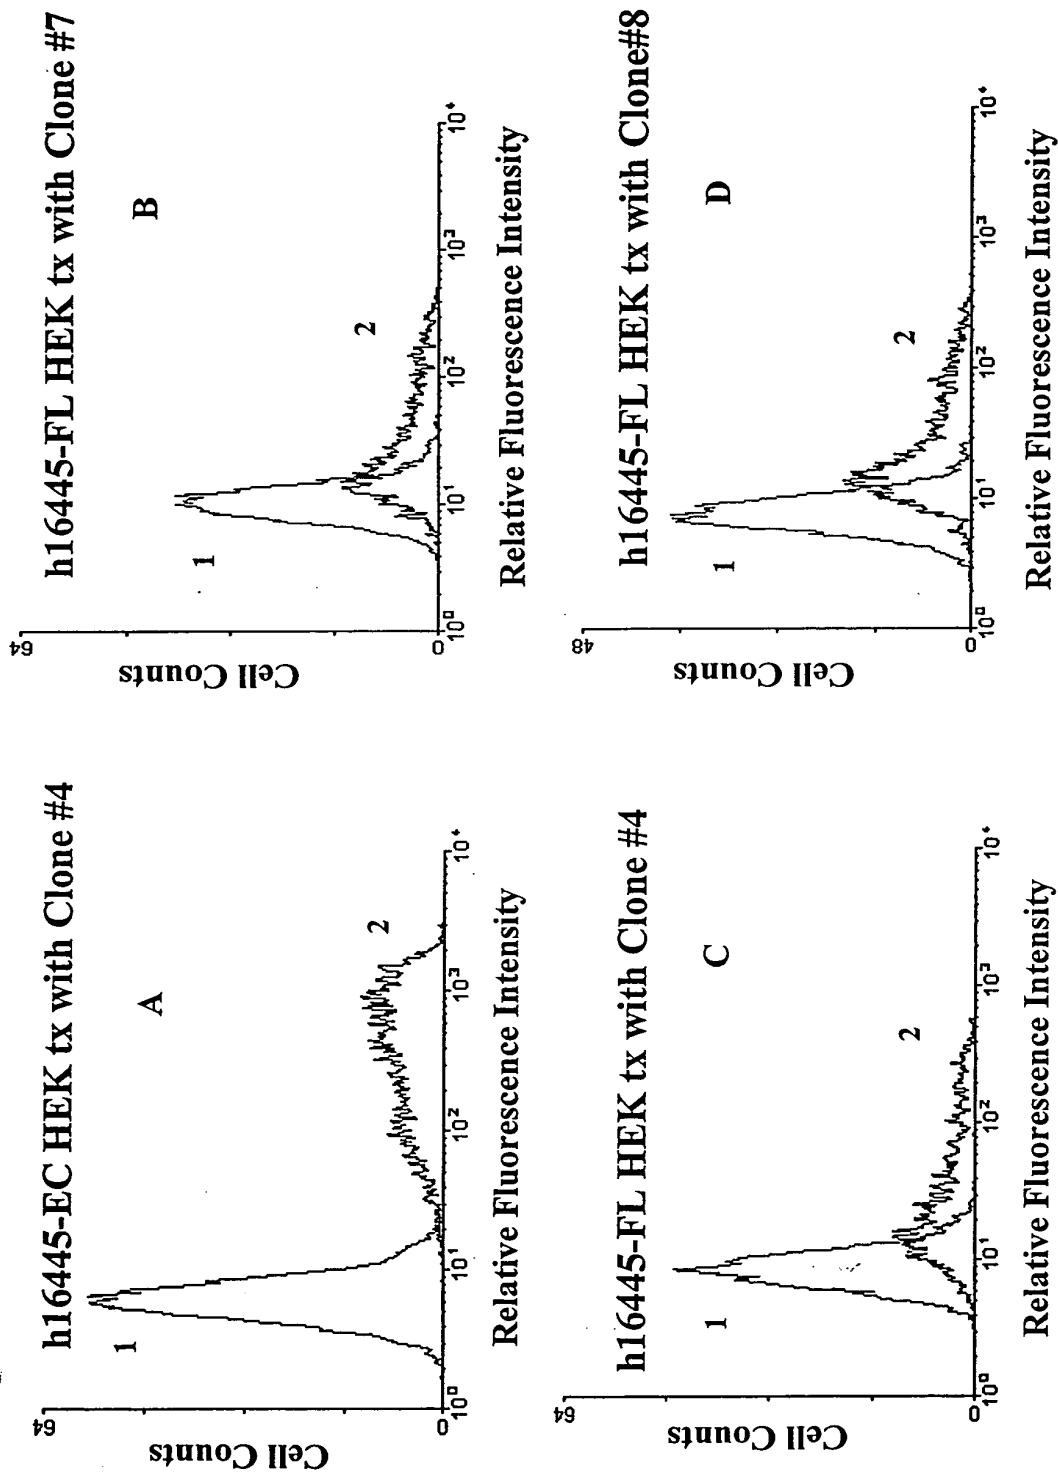 h16445-EC HEK tx with Clone #4
A
1
2
64
0
Cell Counts
10⁰
10¹
10²
10³
10⁴
Relative Fluorescence Intensity
h16445-FL HEK tx with Clone #7
B
1
2
64
0
Cell Counts
10⁰
10¹
10²
10³
10⁴
Relative Fluorescence Intensity
h16445-FL HEK tx with Clone #4
C
1
2
64
0
Cell Counts
10⁰
10¹
10²
10³
10⁴
Relative Fluorescence Intensity
h16445-FL HEK tx with Clone#8
D
1
2
48
0
Cell Counts
10⁰
10¹
10²
10³
10⁴
Relative Fluorescence Intensity